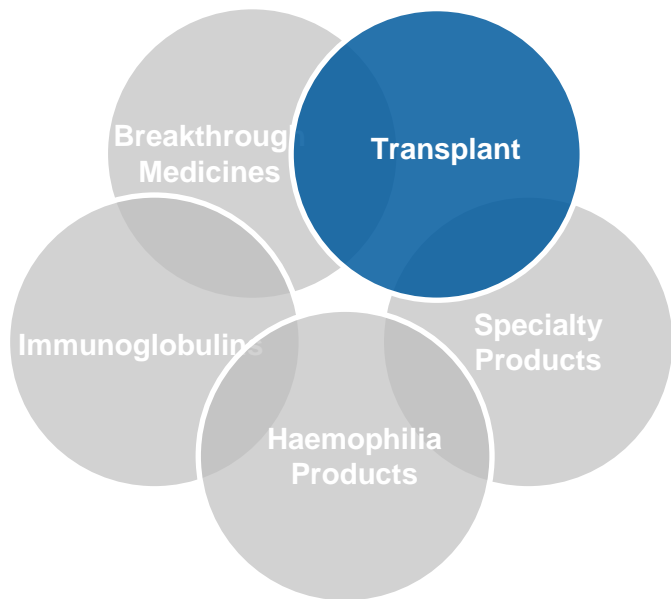 Breakthrough
Medicines
Transplant
Immunoglobulins
Specialty
Products
Haemophilia
Products